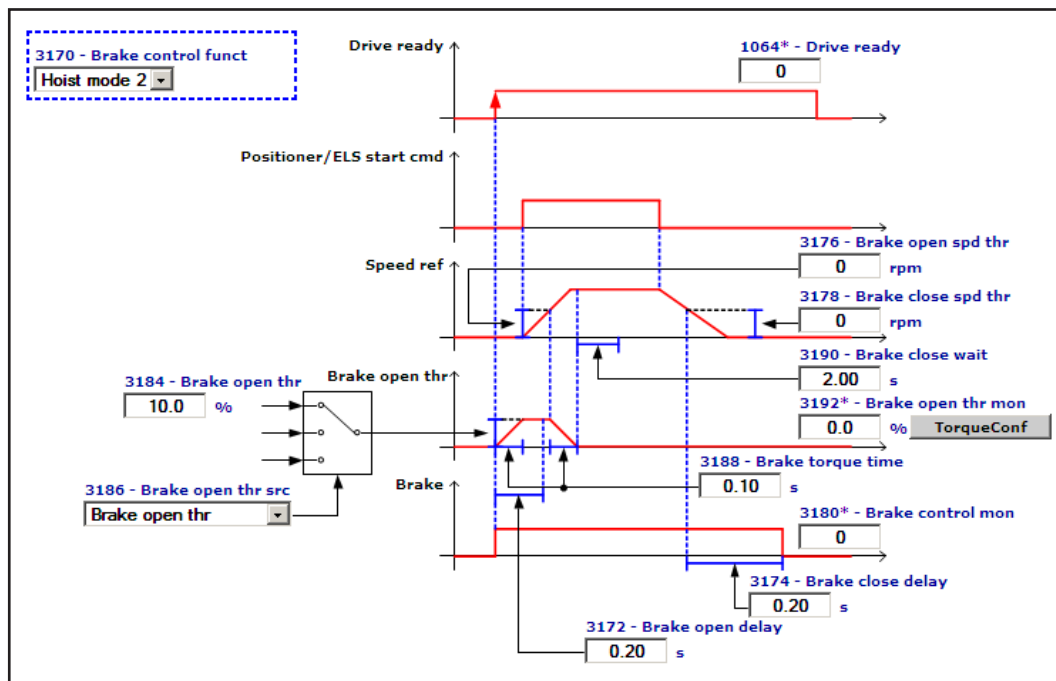 3170 - Brake control funct
Hoist mode 2
Drive ready
1064* - Drive ready
0
Positioner/ELS start cmd
3176 - Brake open spd thr
0 rpm
Speed ref
3178 - Brake close spd thr
0 rpm
3190 - Brake close wait
2.00 s
3184 - Brake open thr
10.0 %
Brake open thr
3192* - Brake open thr mon
0.0 % TorqueConf
3188 - Brake torque time
0.10 s
3186 - Brake open thr src
Brake open thr
Brake
3180* - Brake control mon
0
3174 - Brake close delay
0.20 s
3172 - Brake open delay
0.20 s